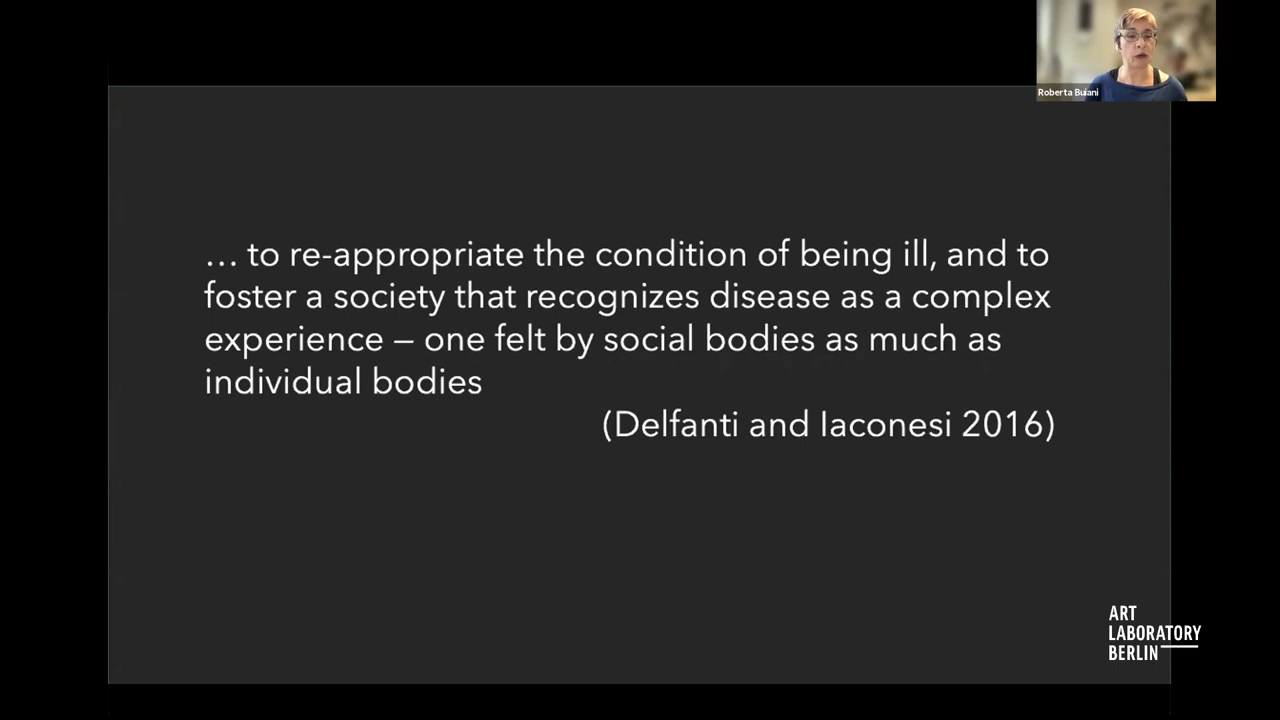 Roberta Buiani
… to re-appropriate the condition of being ill, and to
foster a society that recognizes disease as a complex
experience – one felt by social bodies as much as
individual bodies
(Delfanti and Iaconesi 2016)
ART
LABORATORY
BERLIN